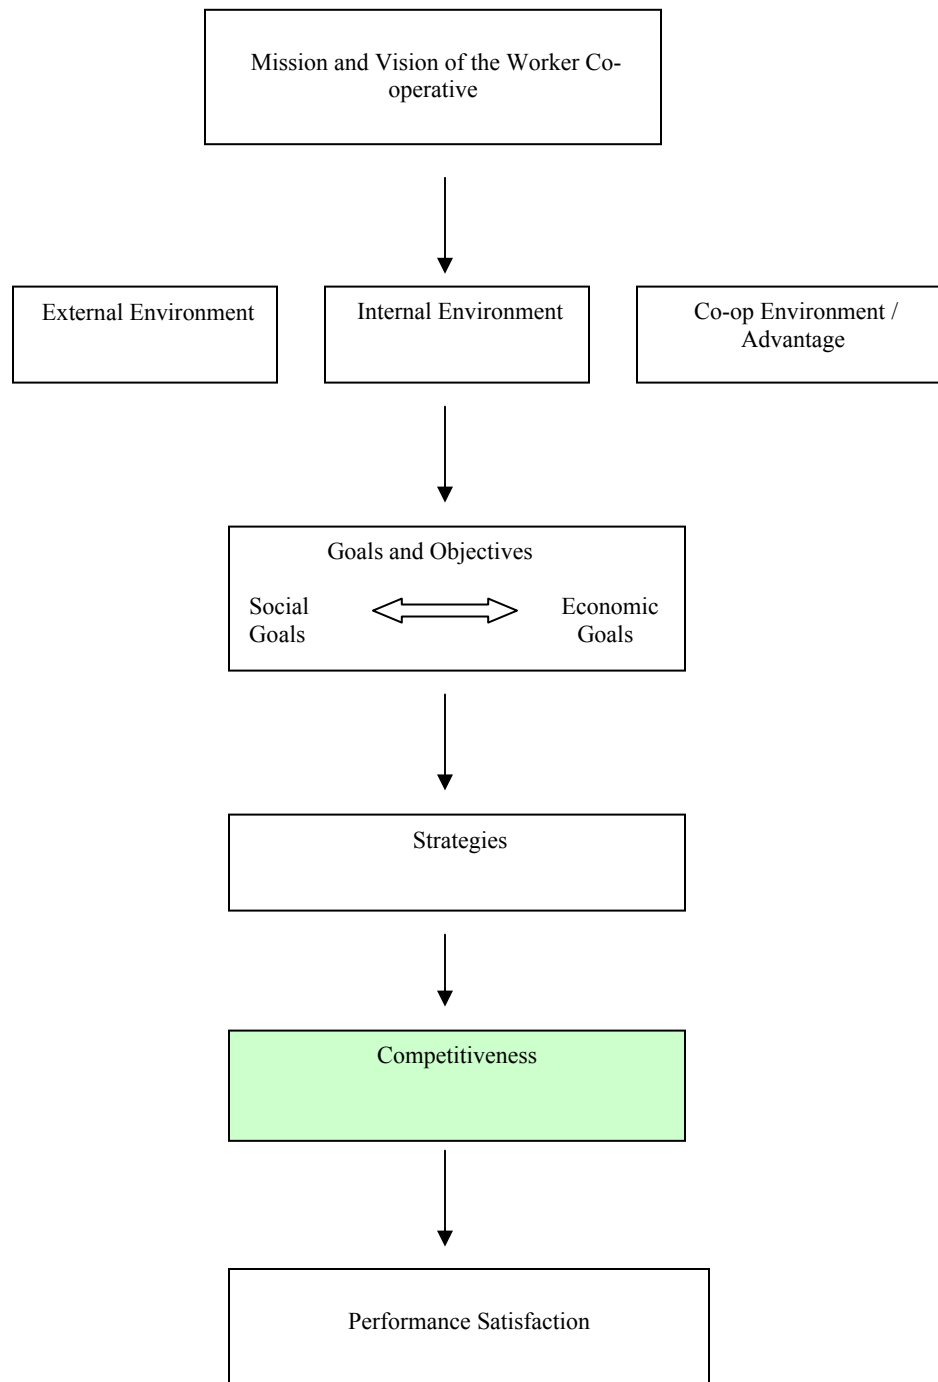 Mission and Vision of the Worker Co-
operative
External Environment
Internal Environment
Co-op Environment /
Advantage
Goals and Objectives
Social
Goals
Economic
Goals
Strategies
Competitiveness
Performance Satisfaction